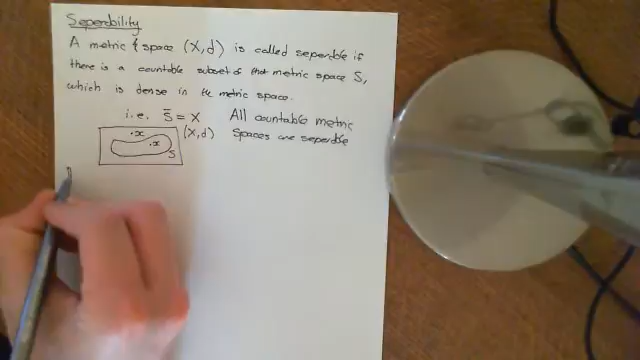 Seperability
A metric space (X,d) is called seperable if
there is a countable subset of that metric space S,
which is dense in the metric space.
i.e. S̄ = X All countable metric
Spaces are seperable
(X,d)
·x
·x
S